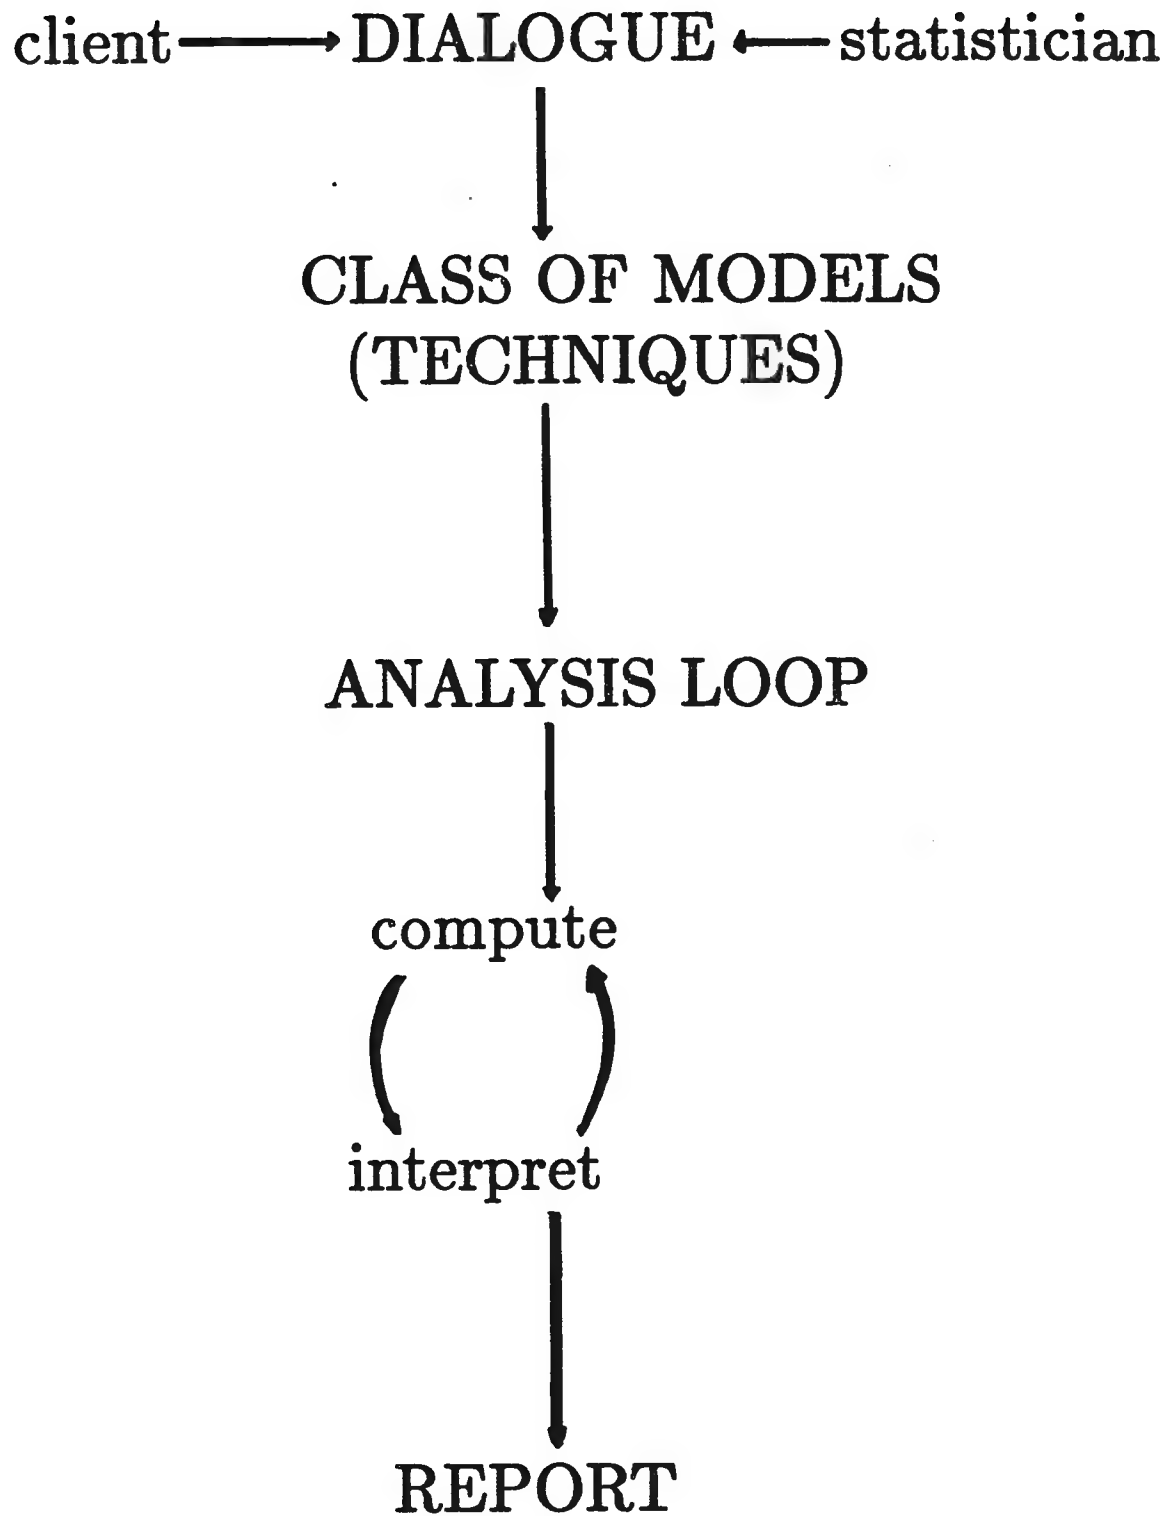 client DIALOGUE statistician
CLASS OF MODELS
(TECHNIQUES)
ANALYSIS LOOP
compute
interpret
REPORT